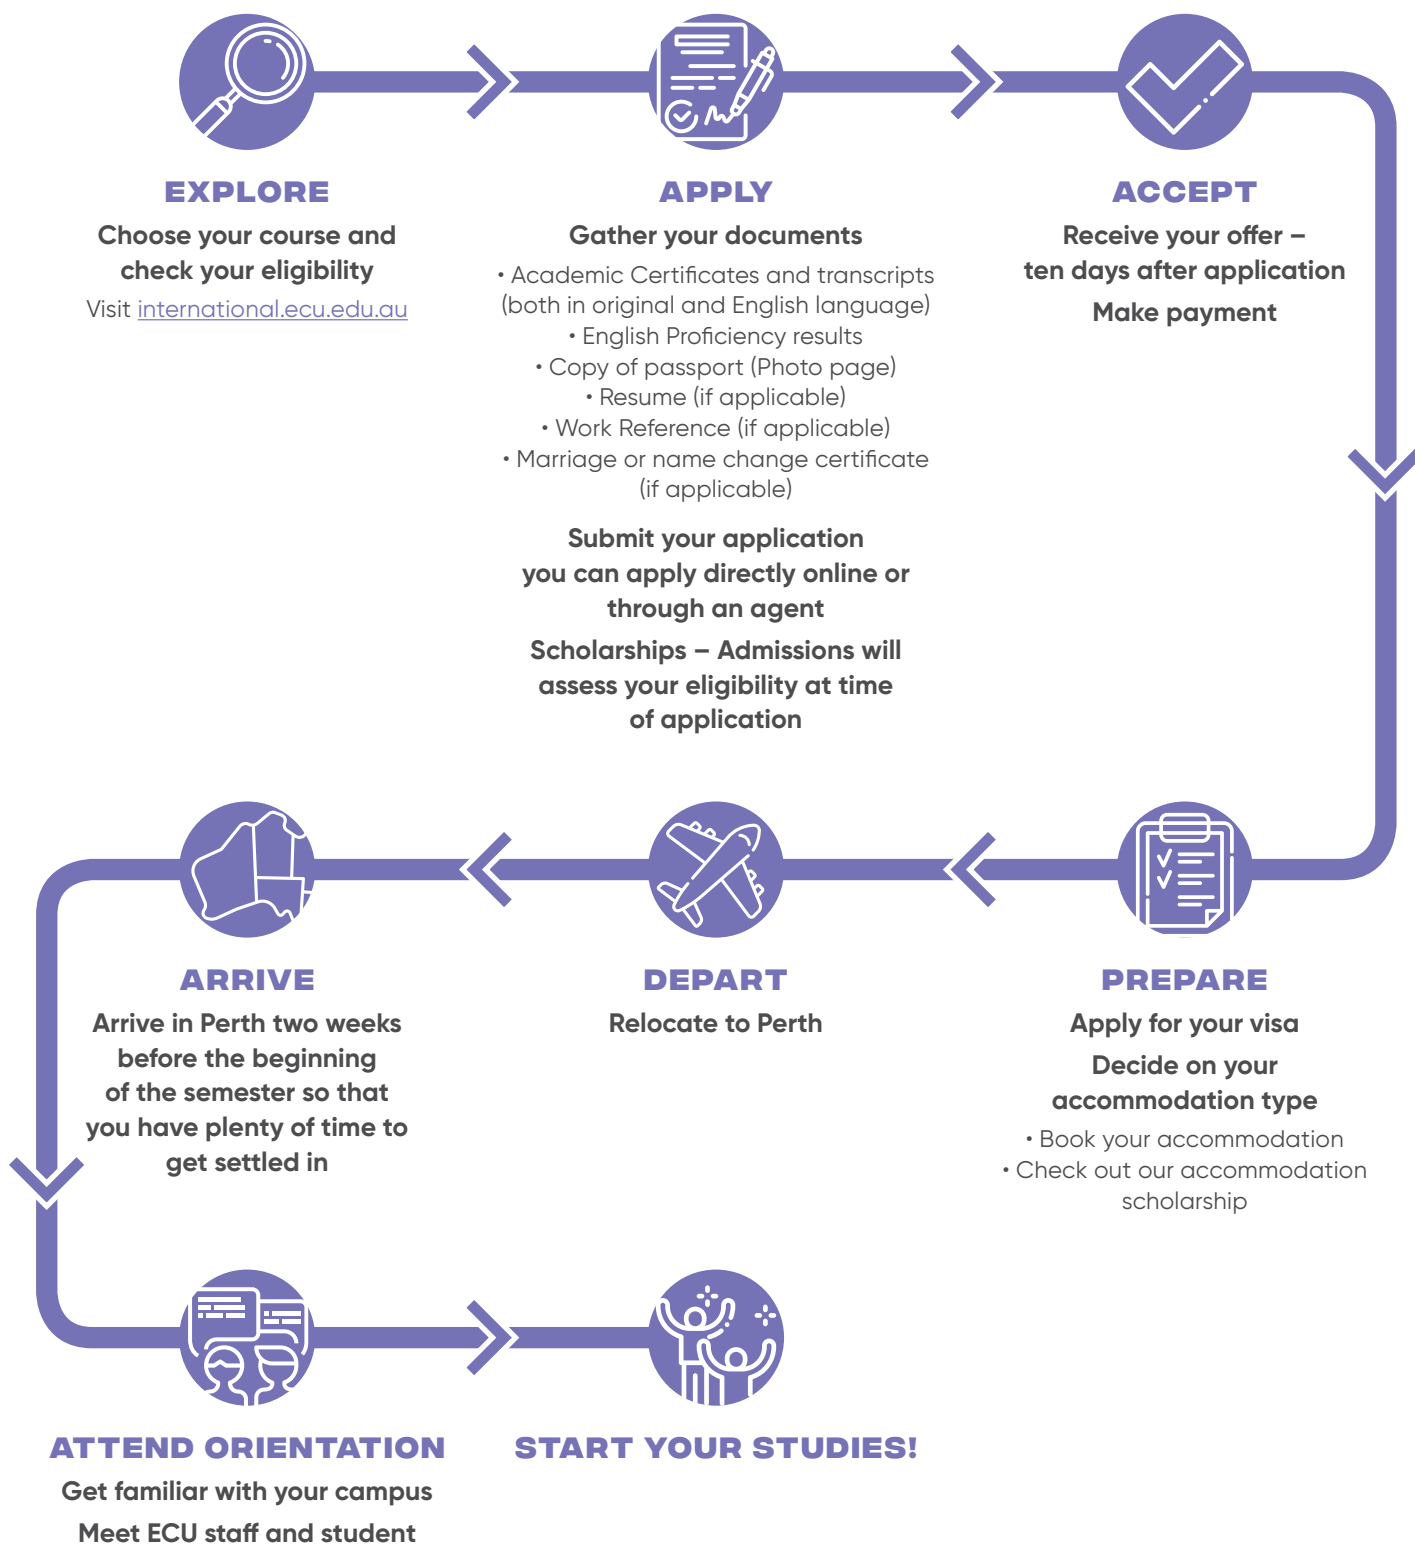 EXPLORE
Choose your course and
check your eligibility
Visit international.ecu.edu.au
APPLY
Gather your documents
• Academic Certificates and transcripts
(both in original and English language)
• English Proficiency results
• Copy of passport (Photo page)
• Resume (if applicable)
• Work Reference (if applicable)
• Marriage or name change certificate
(if applicable)
Submit your application
you can apply directly online or
through an agent
Scholarships – Admissions will
assess your eligibility at time
of application
ACCEPT
Receive your offer –
ten days after application
Make payment
PREPARE
Apply for your visa
Decide on your
accommodation type
• Book your accommodation
• Check out our accommodation
scholarship
DEPART
Relocate to Perth
ARRIVE
Arrive in Perth two weeks
before the beginning
of the semester so that
you have plenty of time to
get settled in
ATTEND ORIENTATION
Get familiar with your campus
Meet ECU staff and student
START YOUR STUDIES!